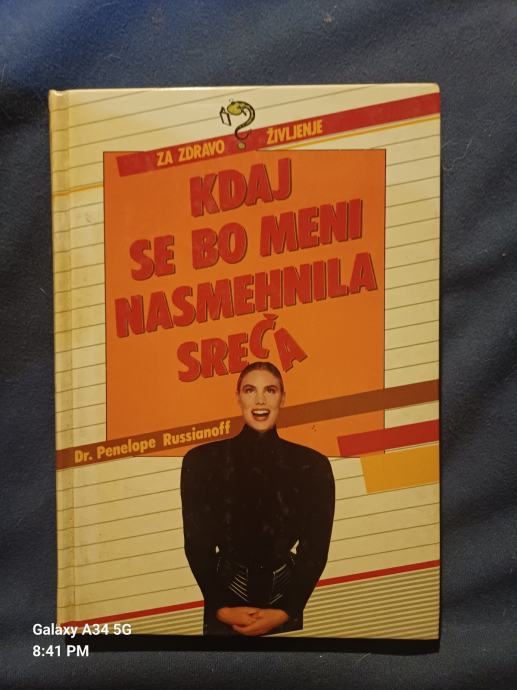 ZA ZDRAVO ŽIVLJENJE
KDAJ
SE BO MENI
NASMEHNILA
SREČA
Dr. Penelope Russianoff
Galaxy A34 5G
8:41 PM